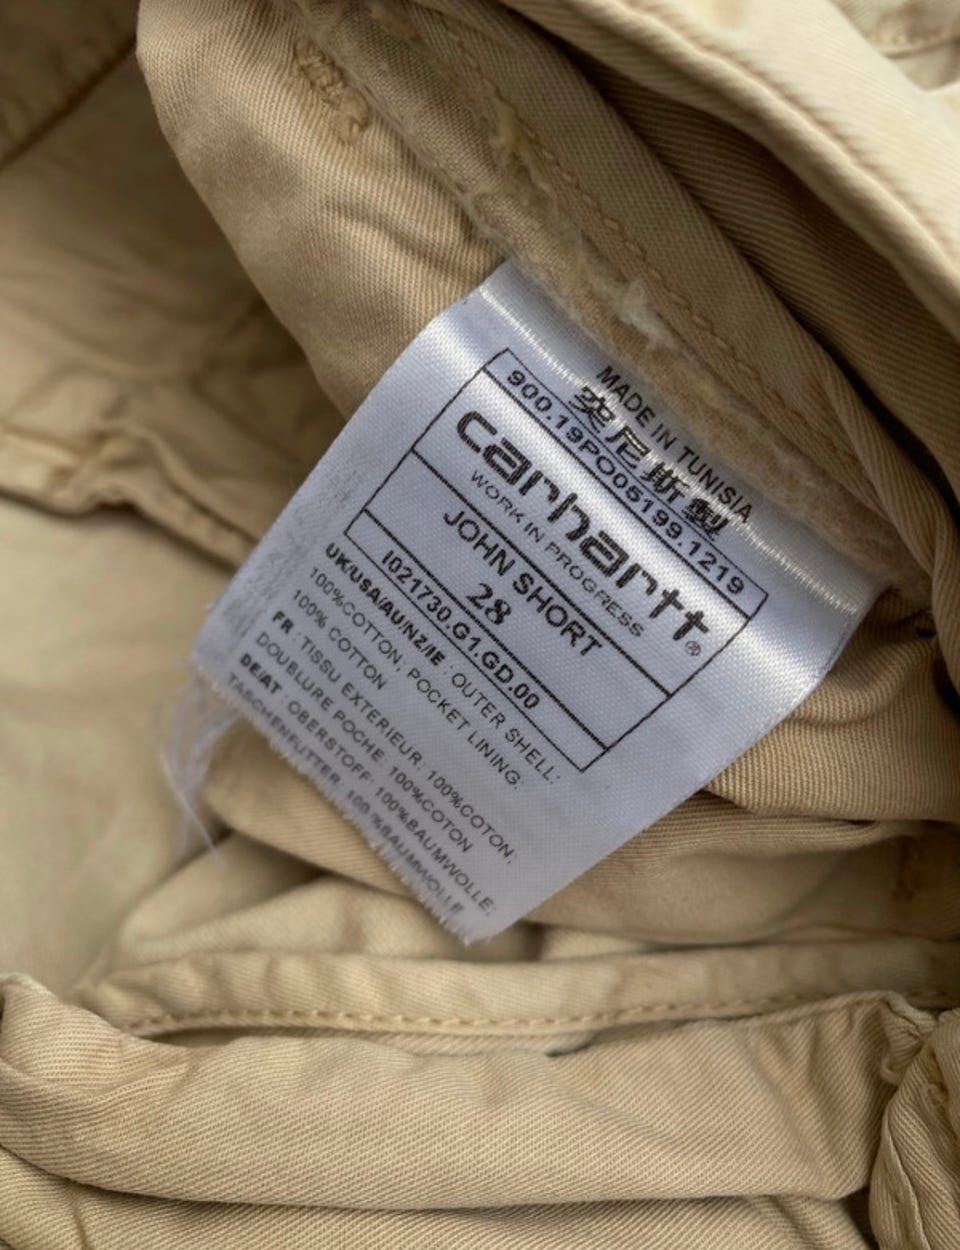 MADE IN TUNISIA
突尼斯製
900.19PO05199.1219
carhartt®
WORK IN PROGRESS
JOHN SHORT
28
I021730.G1.GD.00
UK/USA/AU/NZ/IE : OUTER SHELL:
100%COTTON; POCKET LINING:
100% COTTON
FR : TISSU EXTERIEUR: 100%COTON;
DOUBLURE POCHE: 100%COTON
DE/AT : OBERSTOFF: 100%BAUMWOLLE;
TASCHENFUTTER: 100 %BAUMWOLLE